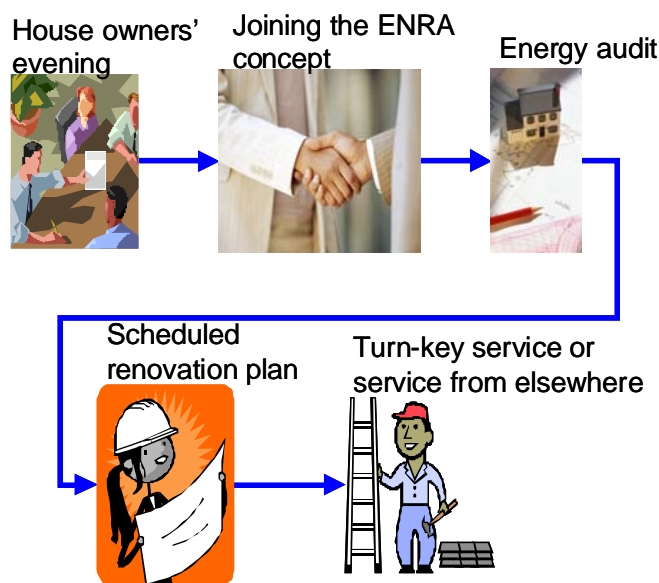 House owners'
evening
Joining the ENRA
concept
Energy audit
Scheduled
renovation plan
Turn-key service or
service from elsewhere